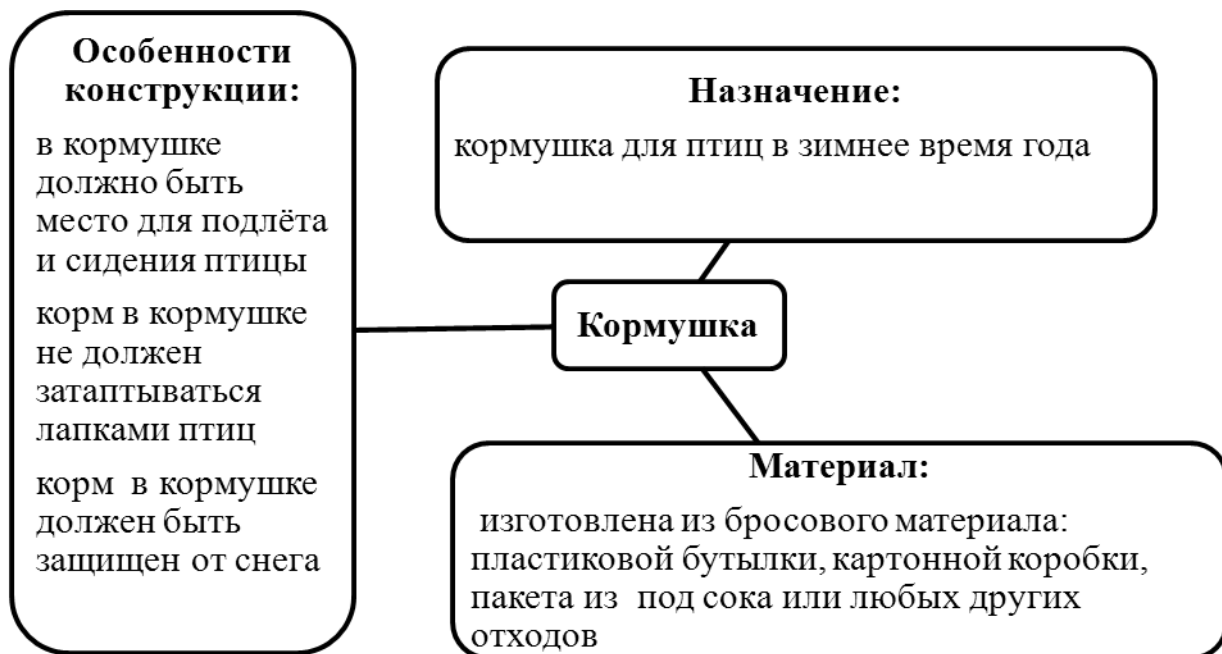 Особенности
конструкции:
в кормушке
должно быть
место для подлёта
и сидения птицы
корм в кормушке
не должен
затаптываться
лапками птиц
корм в кормушке
должен быть
защищен от снега
Назначение:
кормушка для птиц в зимнее время года
Кормушка
Материал:
изготовлена из бросового материала:
пластиковой бутылки, картонной коробки,
пакета из под сока или любых других
отходов